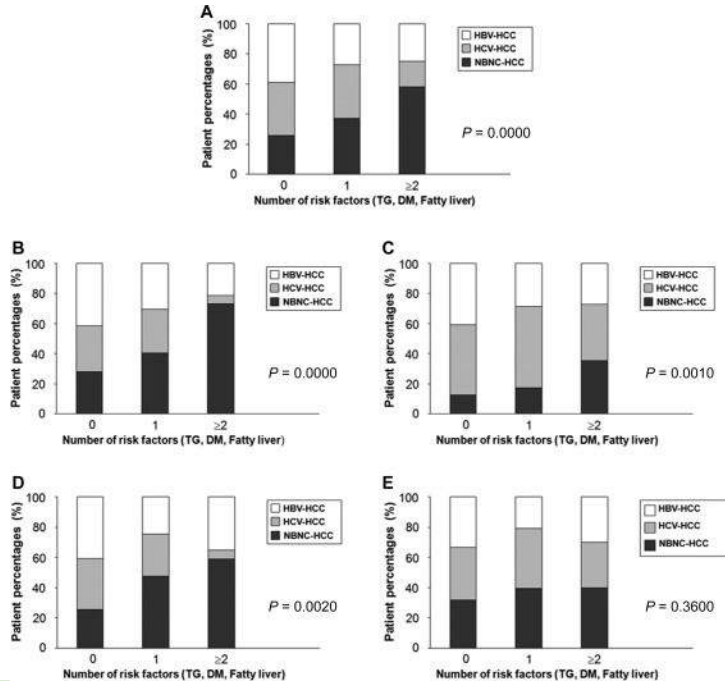 A
Patient percentages (%)
100
80
60
40
20
0
0 1 ≥2
Number of risk factors (TG, DM, Fatty liver)
HBV-HCC
HCV-HCC
NBNC-HCC
P = 0.0000
B
Patient percentages (%)
100
80
60
40
20
0
0 1 ≥2
Number of risk factors (TG, DM, Fatty liver)
HBV-HCC
HCV-HCC
NBNC-HCC
P = 0.0000
C
Patient percentages (%)
100
80
60
40
20
0
0 1 ≥2
Number of risk factors (TG, DM, Fatty liver)
HBV-HCC
HCV-HCC
NBNC-HCC
P = 0.0010
D
Patient percentages (%)
100
80
60
40
20
0
0 1 ≥2
Number of risk factors (TG, DM, Fatty liver)
HBV-HCC
HCV-HCC
NBNC-HCC
P = 0.0020
E
Patient percentages (%)
100
80
60
40
20
0
0 1 ≥2
Number of risk factors (TG, DM, Fatty liver)
HBV-HCC
HCV-HCC
NBNC-HCC
P = 0.3600